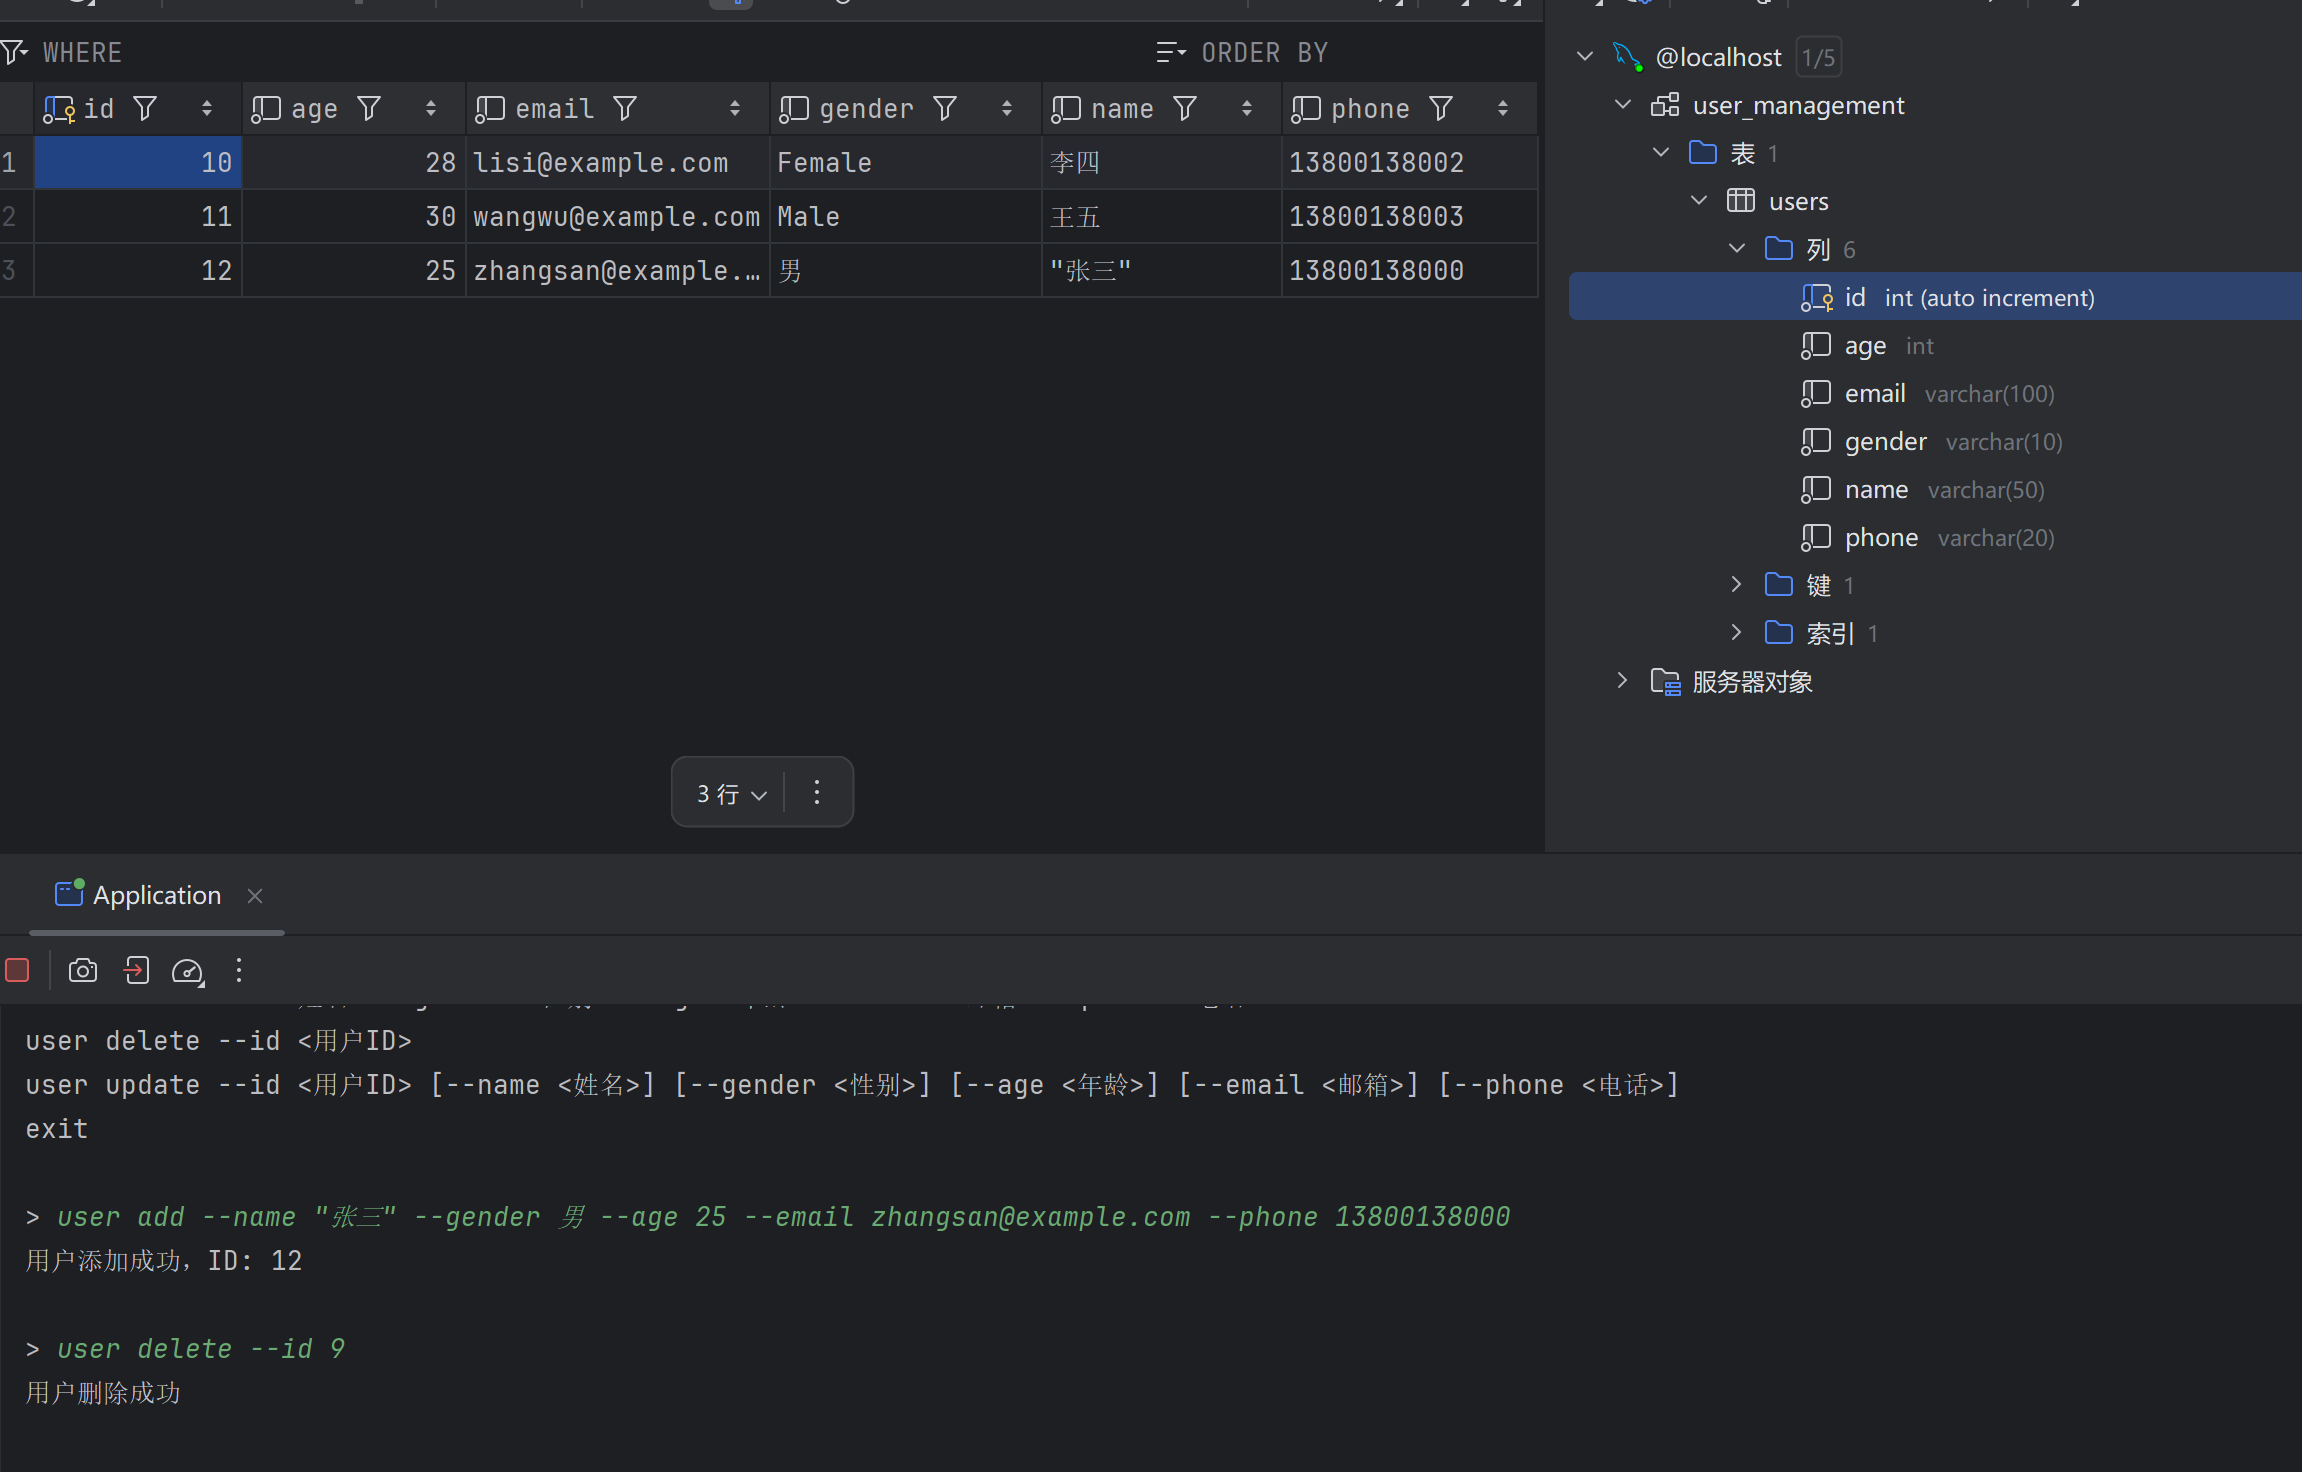 WHERE
ORDER BY
id age email gender name phone
1 10 28 lisi@example.com Female 李四 13800138002
2 11 30 wangwu@example.com Male 王五 13800138003
3 12 25 zhangsan@example.… 男 "张三" 13800138000
3 行
@localhost 1/5
user_management
表 1
users
列 6
id int (auto increment)
age int
email varchar(100)
gender varchar(10)
name varchar(50)
phone varchar(20)
键 1
索引 1
服务器对象
Application
user delete --id <用户ID>
user update --id <用户ID> [--name <姓名>] [--gender <性别>] [--age <年龄>] [--email <邮箱>] [--phone <电话>]
exit
> user add --name "张三" --gender 男 --age 25 --email zhangsan@example.com --phone 13800138000
用户添加成功，ID: 12
> user delete --id 9
用户删除成功